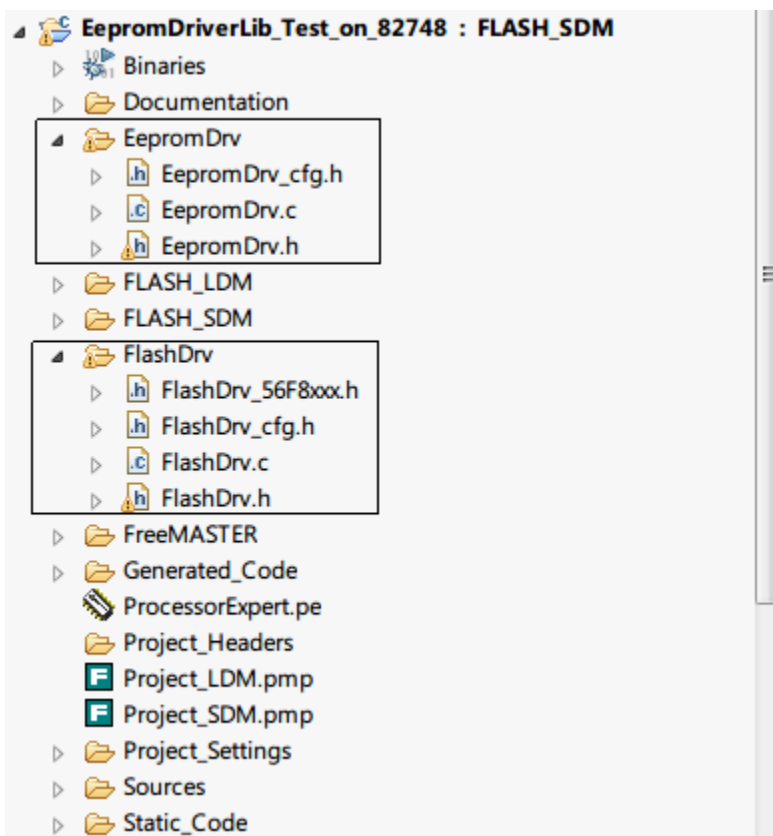 EepromDriverLib_Test_on_82748 : FLASH_SDM
Binaries
Documentation
EepromDrv
EepromDrv_cfg.h
EepromDrv.c
EepromDrv.h
FLASH_LDM
FLASH_SDM
FlashDrv
FlashDrv_56F8xxx.h
FlashDrv_cfg.h
FlashDrv.c
FlashDrv.h
FreeMASTER
Generated_Code
ProcessorExpert.pe
Project_Headers
Project_LDM.pmp
Project_SDM.pmp
Project_Settings
Sources
Static_Code